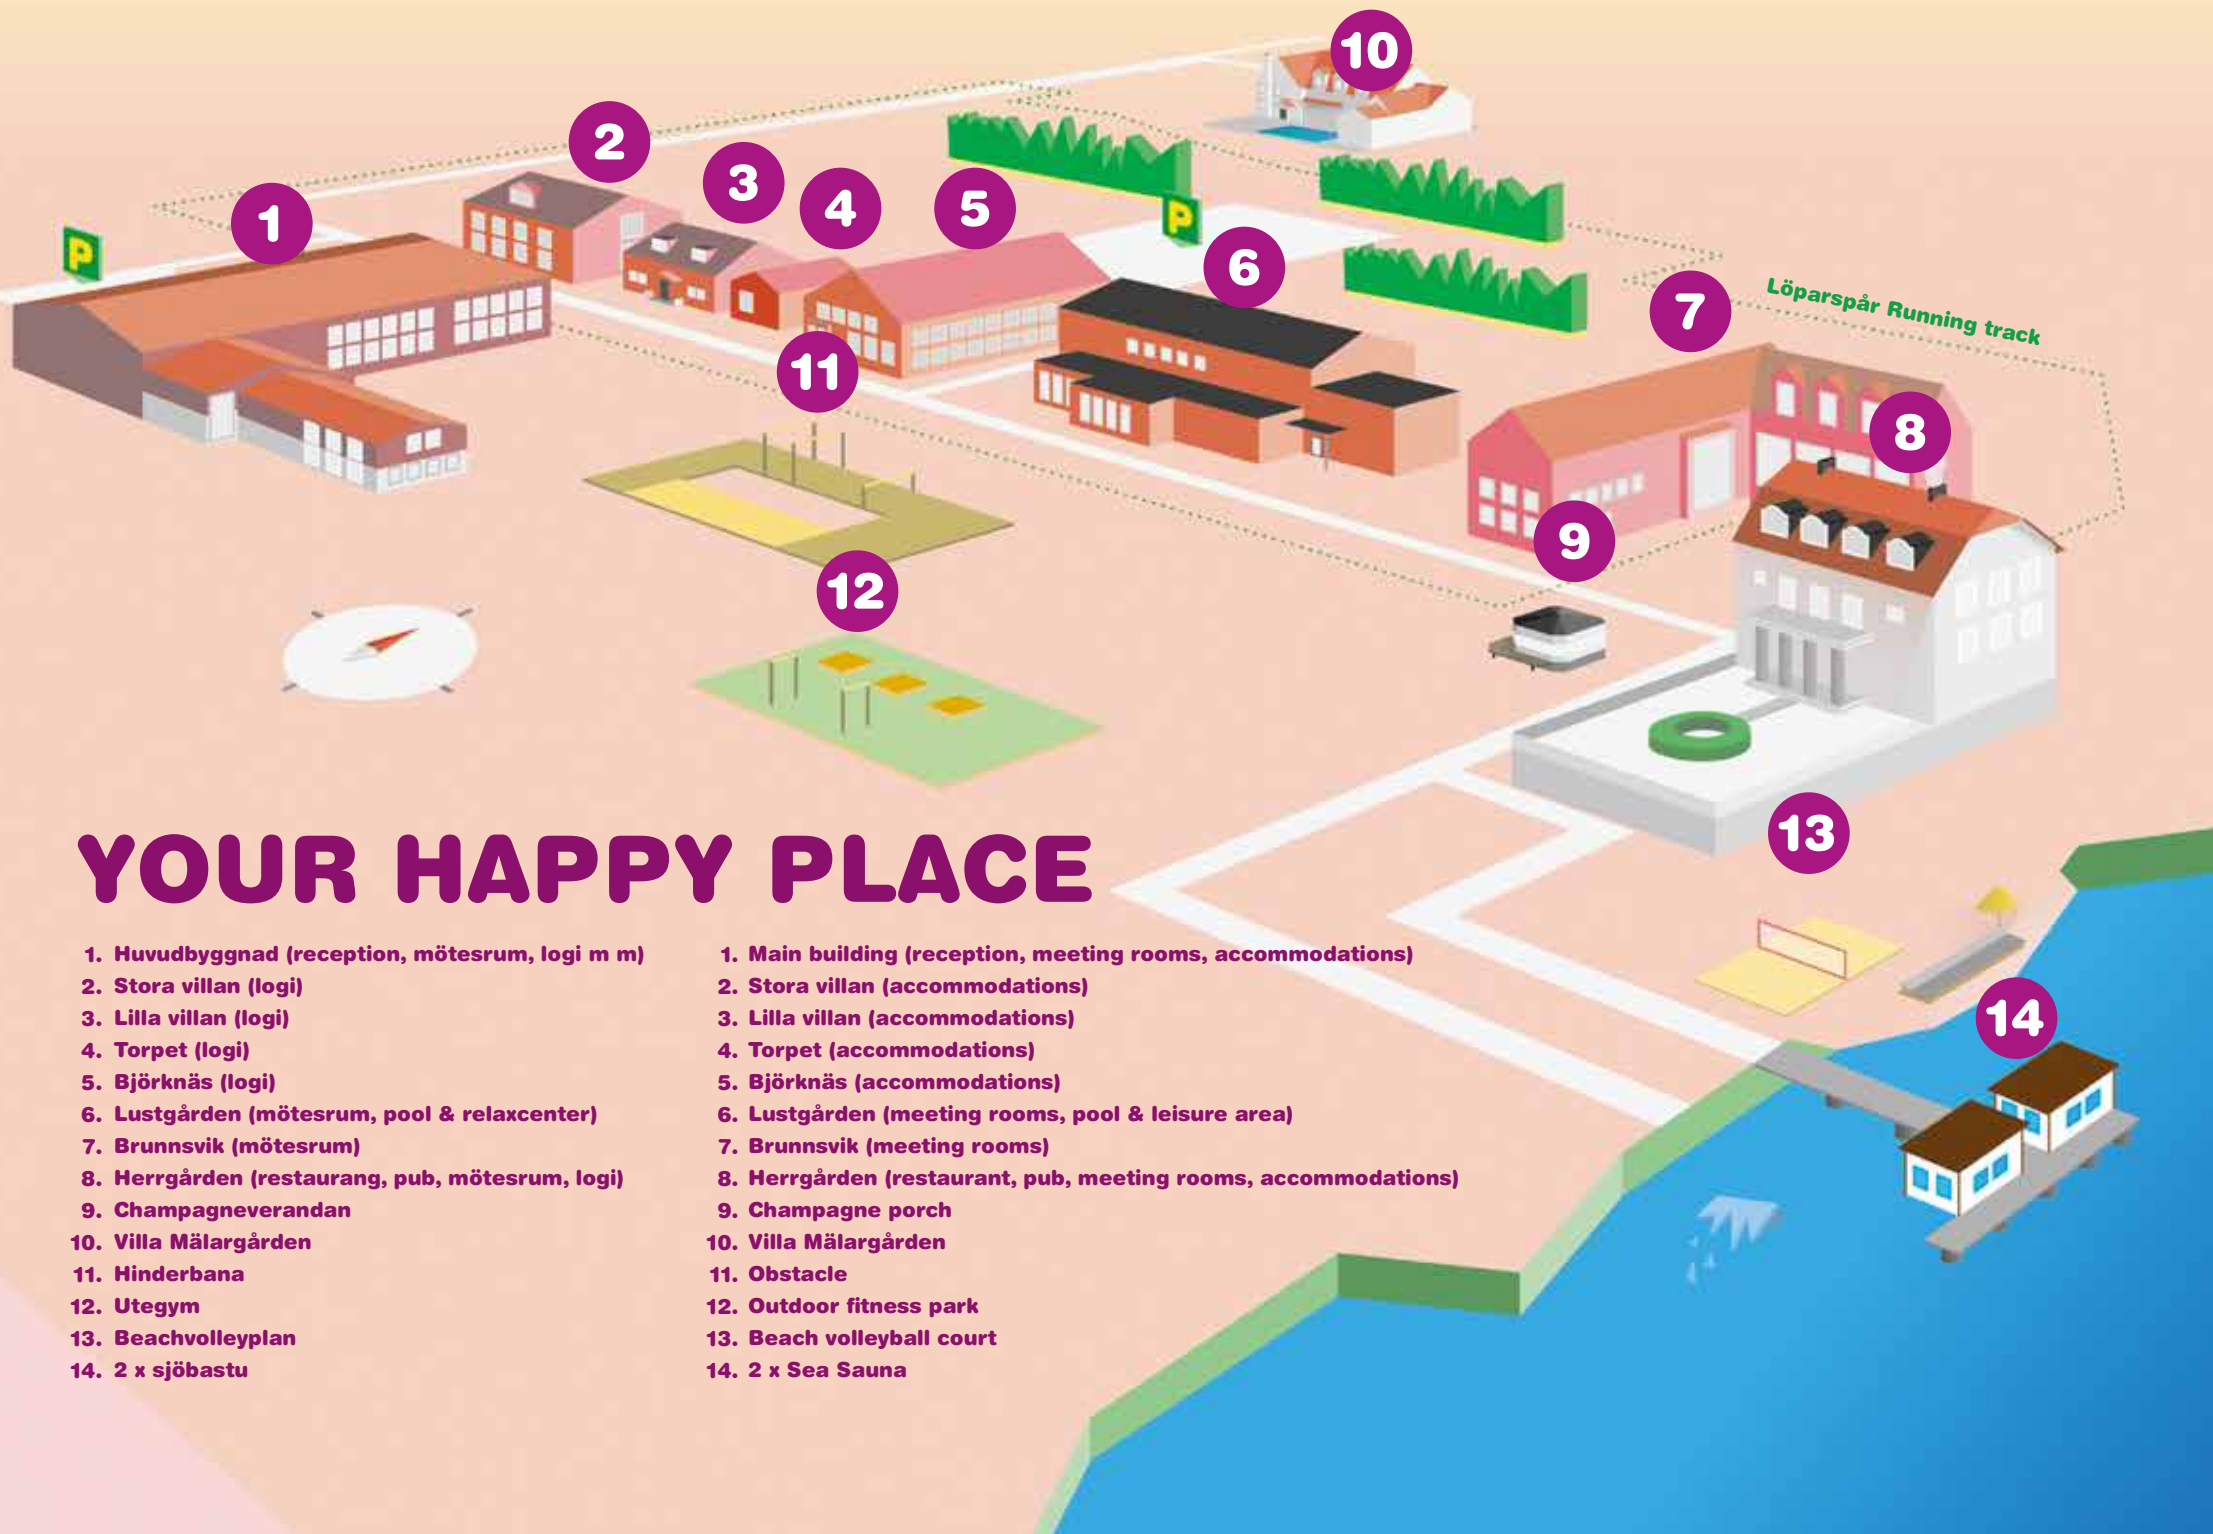 10
2
3
4
5
1
P
P
6
7
Löparspår Running track
11
8
9
12
13
14
YOUR HAPPY PLACE
1. Huvudbyggnad (reception, mötesrum, logi m m)
2. Stora villan (logi)
3. Lilla villan (logi)
4. Torpet (logi)
5. Björknäs (logi)
6. Lustgården (mötesrum, pool & relaxcenter)
7. Brunnsvik (mötesrum)
8. Herrgården (restaurang, pub, mötesrum, logi)
9. Champagneverandan
10. Villa Mälargården
11. Hinderbana
12. Utegym
13. Beachvolleyplan
14. 2 x sjöbastu
1. Main building (reception, meeting rooms, accommodations)
2. Stora villan (accommodations)
3. Lilla villan (accommodations)
4. Torpet (accommodations)
5. Björknäs (accommodations)
6. Lustgården (meeting rooms, pool & leisure area)
7. Brunnsvik (meeting rooms)
8. Herrgården (restaurant, pub, meeting rooms, accommodations)
9. Champagne porch
10. Villa Mälargården
11. Obstacle
12. Outdoor fitness park
13. Beach volleyball court
14. 2 x Sea Sauna